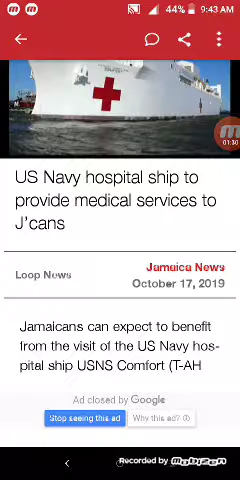 44% 9:43 AM
01:30
US Navy hospital ship to
provide medical services to
J'cans
Loop News
Jamaica News
October 17, 2019
Jamaicans can expect to benefit
from the visit of the US Navy hos-
pital ship USNS Comfort (T-AH
Ad closed by Google
Stop seeing this ad
Why this ad?
Recorded by mobizen